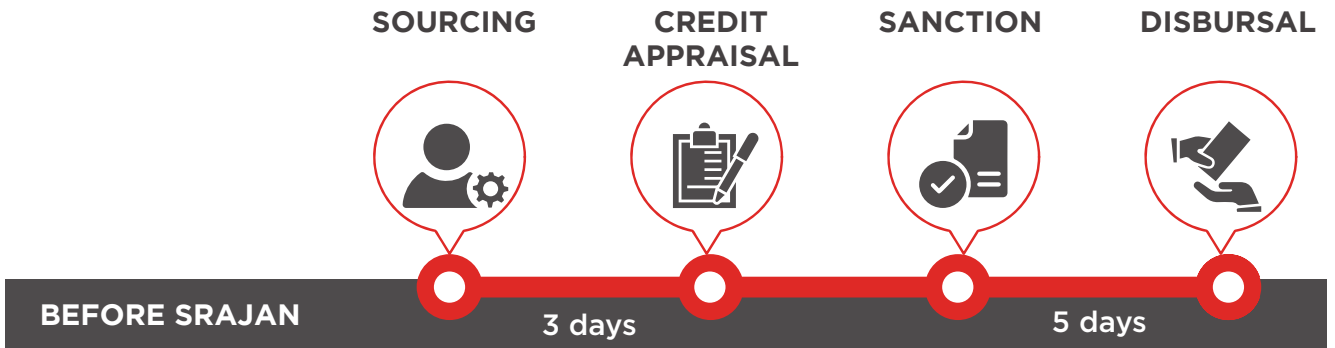 SOURCING
CREDIT
APPRAISAL
SANCTION
DISBURSAL
BEFORE SRAJAN
3 days
5 days